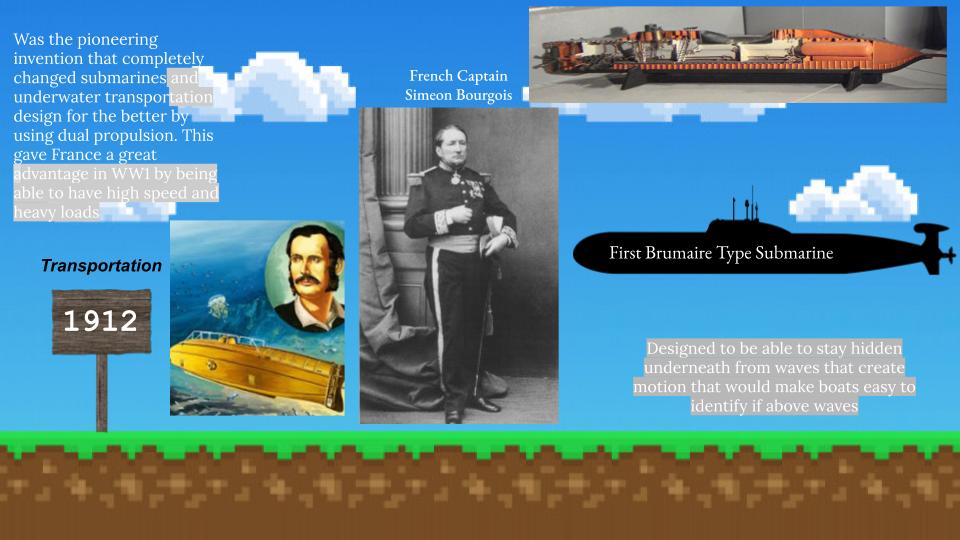 Was the pioneering
invention that completely
changed submarines and
underwater transportation
design for the better by
using dual propulsion. This
gave France a great
advantage in WW1 by being
able to have high speed and
heavy loads
Transportation
1912
French Captain
Simeon Bourgois
First Brumaire Type Submarine
Designed to be able to stay hidden
underneath from waves that create
motion that would make boats easy to
identify if above waves